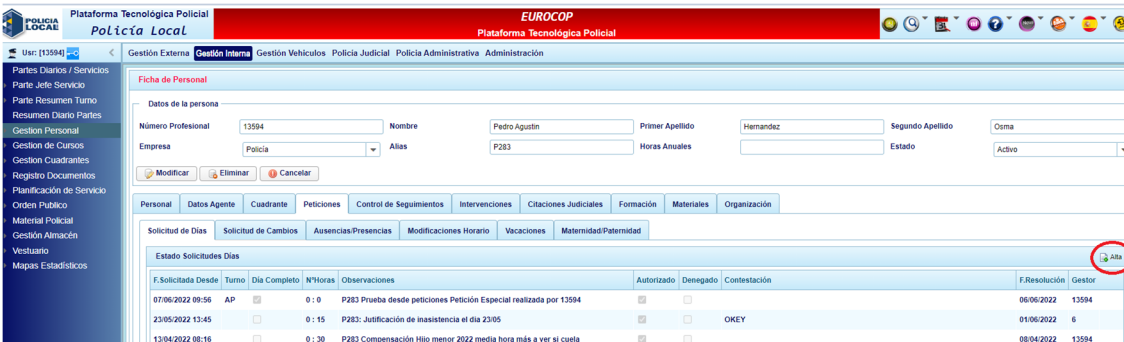 POLICIA LOCAL
Plataforma Tecnológica Policial
Policía Local
EUROCOP
Plataforma Tecnológica Policial
Usr: [13594]
Gestión Externa Gestión Interna Gestión Vehiculos Policia Judicial Policia Administrativa Administración
Partes Diarios / Servicios
Parte Jefe Servicio
Parte Resumen Turno
Resumen Diario Partes
Gestion Personal
Gestion de Cursos
Gestion Cuadrantes
Registro Documentos
Planificación de Servicio
Orden Publico
Material Policial
Gestión Almacén
Vestuario
Mapas Estadísticos
Ficha de Personal
Datos de la persona
Número Profesional 13594 Nombre Pedro Agustin Primer Apellido Hernandez Segundo Apellido Osma
Empresa Policía Alias P283 Horas Anuales Estado Activo
Modificar Eliminar Cancelar
Personal Datos Agente Cuadrante Peticiones Control de Seguimientos Intervenciones Citaciones Judiciales Formación Materiales Organización
Solicitud de Días Solicitud de Cambios Ausencias/Presencias Modificaciones Horario Vacaciones Maternidad/Paternidad
Estado Solicitudes Días Alta
F.Solicitada Desde Turno Día Completo NºHoras Observaciones Autorizado Denegado Contestación F.Resolución Gestor
07/06/2022 09:56 AP 0 : 0 P283 Prueba desde peticiones Petición Especial realizada por 13594 06/06/2022 13594
23/05/2022 13:45 0 : 15 P283: Jutificación de inasistencia el dia 23/05 OKEY 01/06/2022 6
13/04/2022 08:16 0 : 30 P283 Compensación Hijo menor 2022 media hora más a ver si cuela 08/04/2022 13594